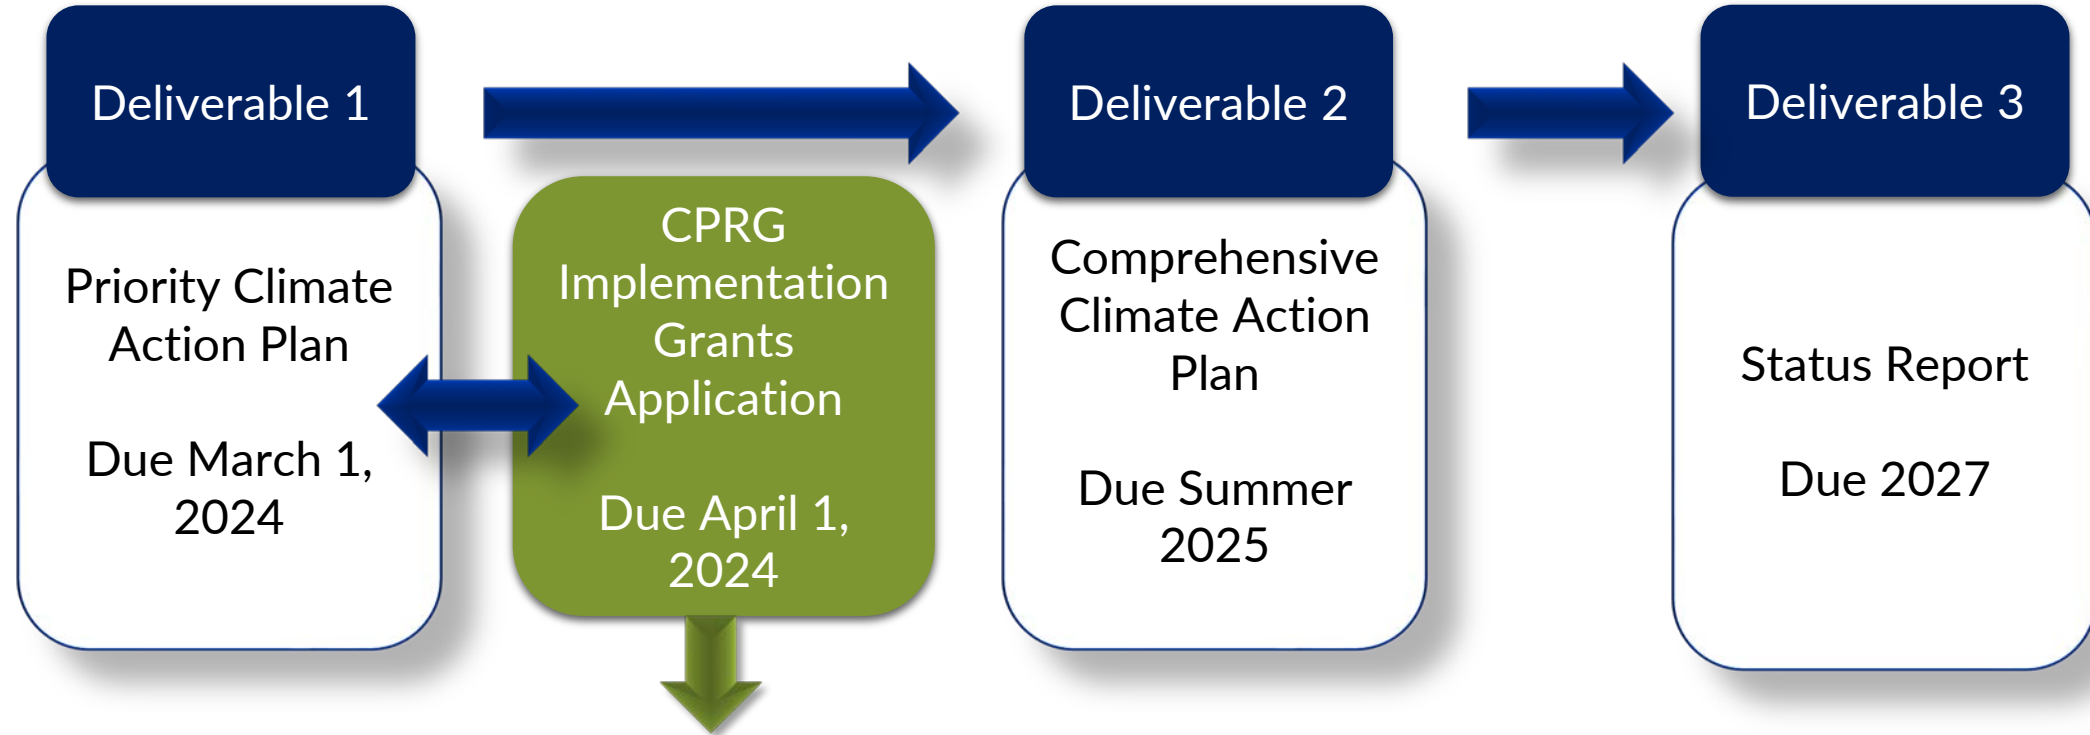 Deliverable 1
Priority Climate
Action Plan
Due March 1,
2024
CPRG
Implementation
Grants
Application
Due April 1,
2024
Deliverable 2
Comprehensive
Climate Action
Plan
Due Summer
2025
Deliverable 3
Status Report
Due 2027